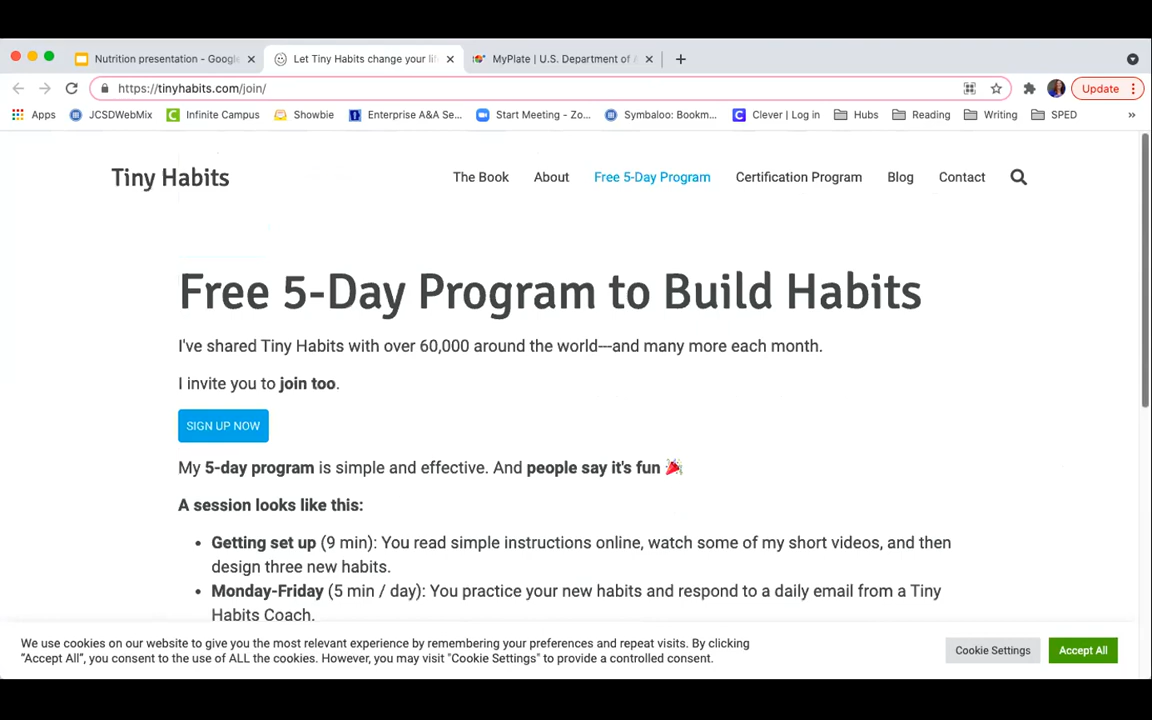 Nutrition presentation - Google
Let Tiny Habits change your life
MyPlate | U.S. Department of A
https://tinyhabits.com/join/
Update
Apps
JCSDWebMix
Infinite Campus
Showbie
Enterprise A&A Se...
Start Meeting - Zo...
Symbaloo: Bookm...
Clever | Log in
Hubs
Reading
Writing
SPED
»
Tiny Habits
The Book
About
Free 5-Day Program
Certification Program
Blog
Contact
Free 5-Day Program to Build Habits
I've shared Tiny Habits with over 60,000 around the world---and many more each month.
I invite you to join too.
SIGN UP NOW
My 5-day program is simple and effective. And people say it's fun 🎉
A session looks like this:
• Getting set up (9 min): You read simple instructions online, watch some of my short videos, and then
design three new habits.
• Monday-Friday (5 min / day): You practice your new habits and respond to a daily email from a Tiny
Habits Coach.
We use cookies on our website to give you the most relevant experience by remembering your preferences and repeat visits. By clicking
“Accept All”, you consent to the use of ALL the cookies. However, you may visit "Cookie Settings" to provide a controlled consent.
Cookie Settings
Accept All